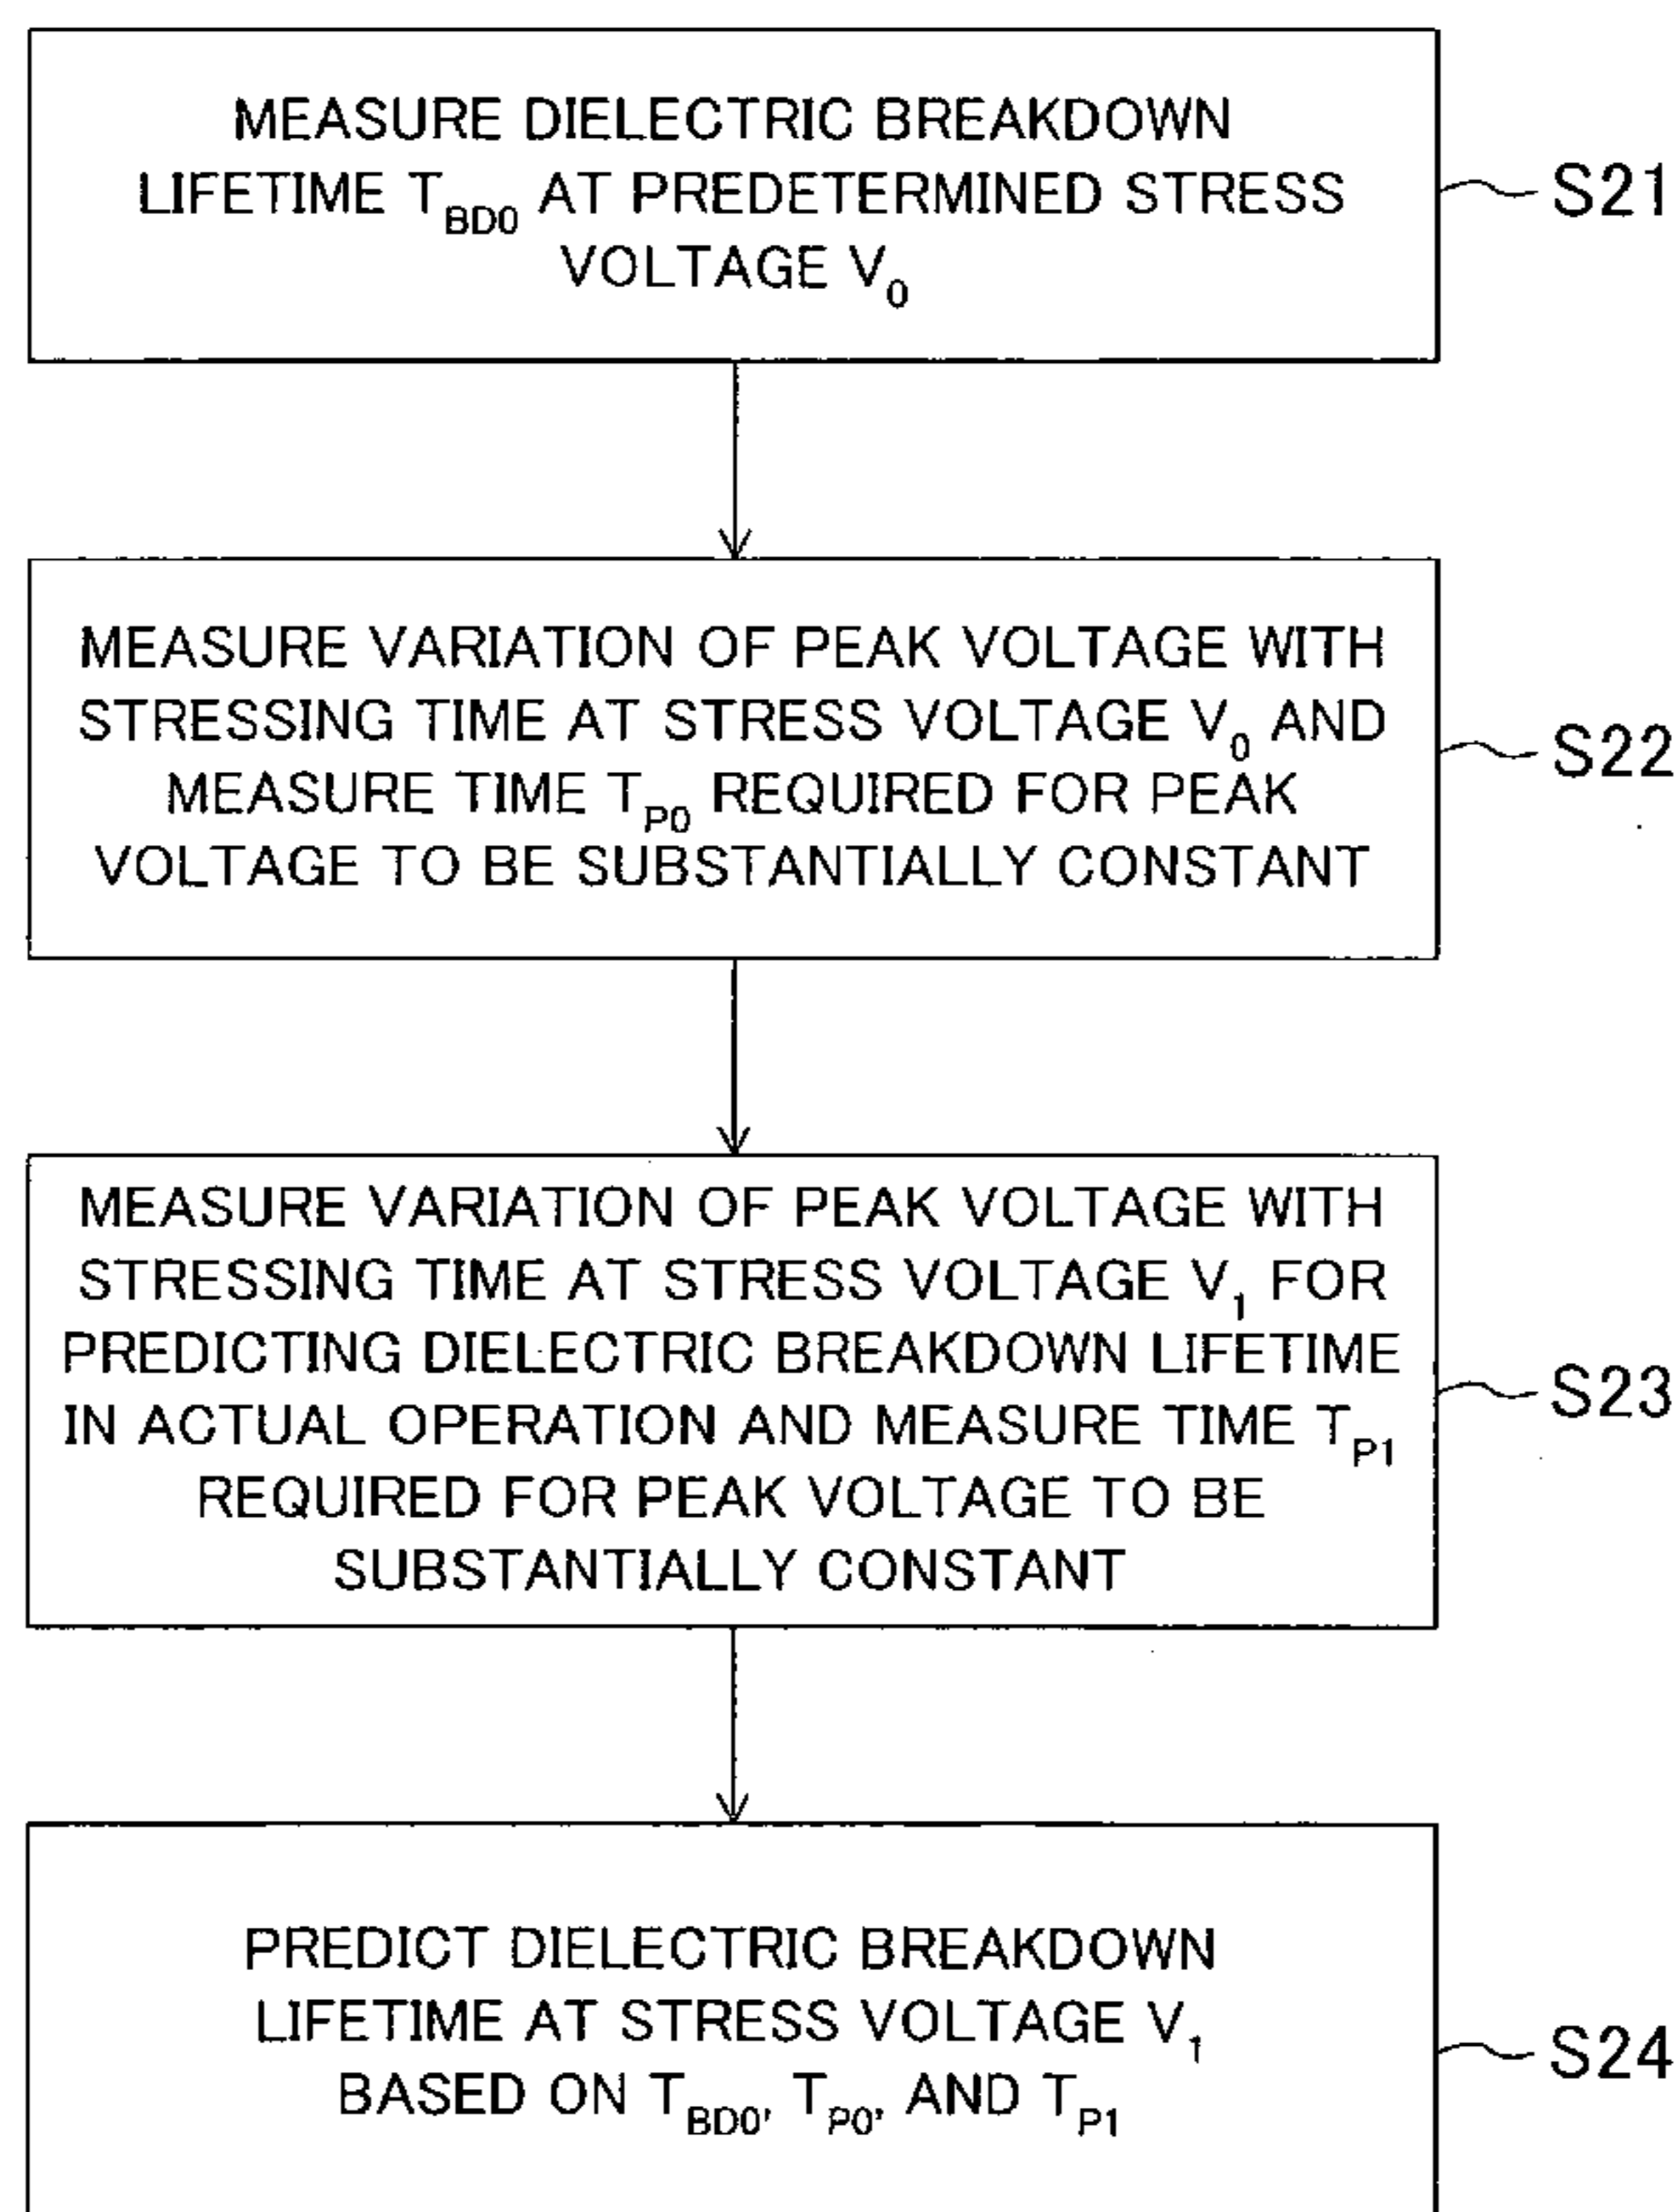 MEASURE DIELECTRIC BREAKDOWN
LIFETIME T_BD0 AT PREDETERMINED STRESS
VOLTAGE V_0
S21
MEASURE VARIATION OF PEAK VOLTAGE WITH
STRESSING TIME AT STRESS VOLTAGE V_0 AND
MEASURE TIME T_P0 REQUIRED FOR PEAK
VOLTAGE TO BE SUBSTANTIALLY CONSTANT
S22
MEASURE VARIATION OF PEAK VOLTAGE WITH
STRESSING TIME AT STRESS VOLTAGE V_1 FOR
PREDICTING DIELECTRIC BREAKDOWN LIFETIME
IN ACTUAL OPERATION AND MEASURE TIME T_P1
REQUIRED FOR PEAK VOLTAGE TO BE
SUBSTANTIALLY CONSTANT
S23
PREDICT DIELECTRIC BREAKDOWN
LIFETIME AT STRESS VOLTAGE V_1
BASED ON T_BD0, T_P0, AND T_P1
S24